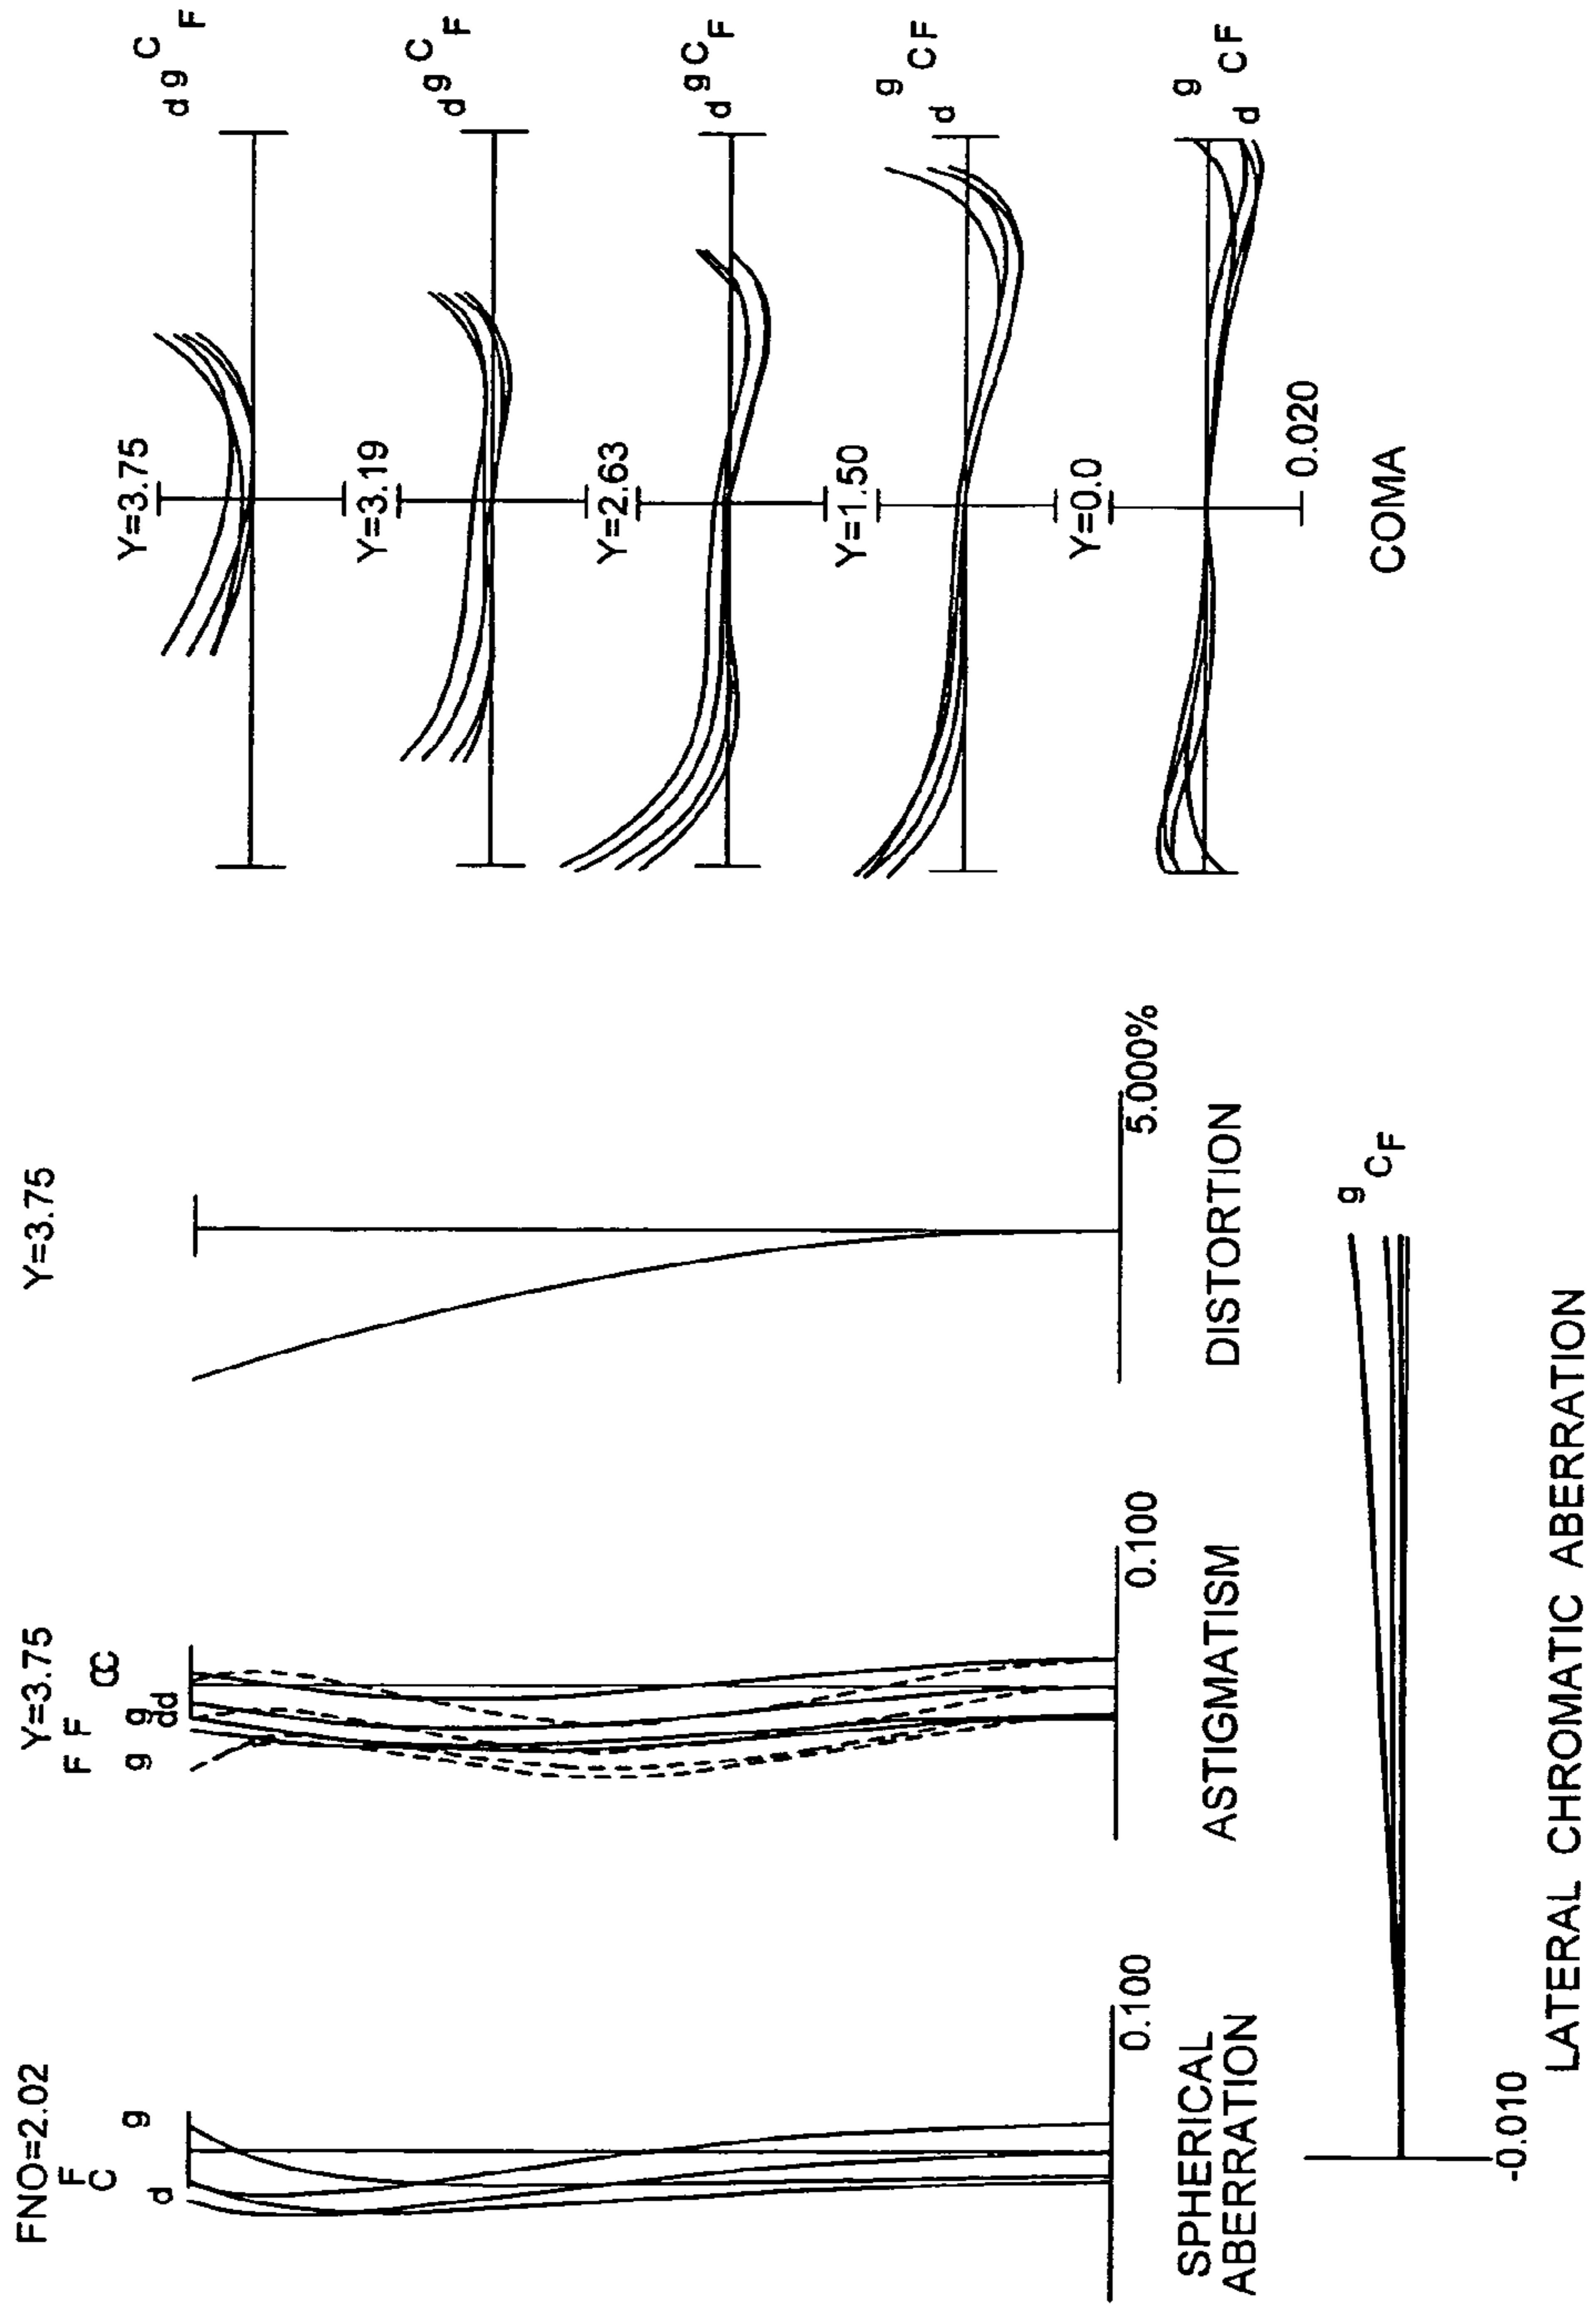 FNO=2.02
F
C
g
d
0.100
SPHERICAL
ABERRATION
Y=3.75
F F
CC
g
g
dd
0.100
ASTIGMATISM
Y=3.75
5.000%
DISTORTION
Y=3.75
d g C F
Y=3.19
d g C F
Y=2.63
d g C F
Y=1.50
d g C F
Y=0.0
d g C F
0.020
COMA
g C F
-0.010
LATERAL CHROMATIC ABERRATION